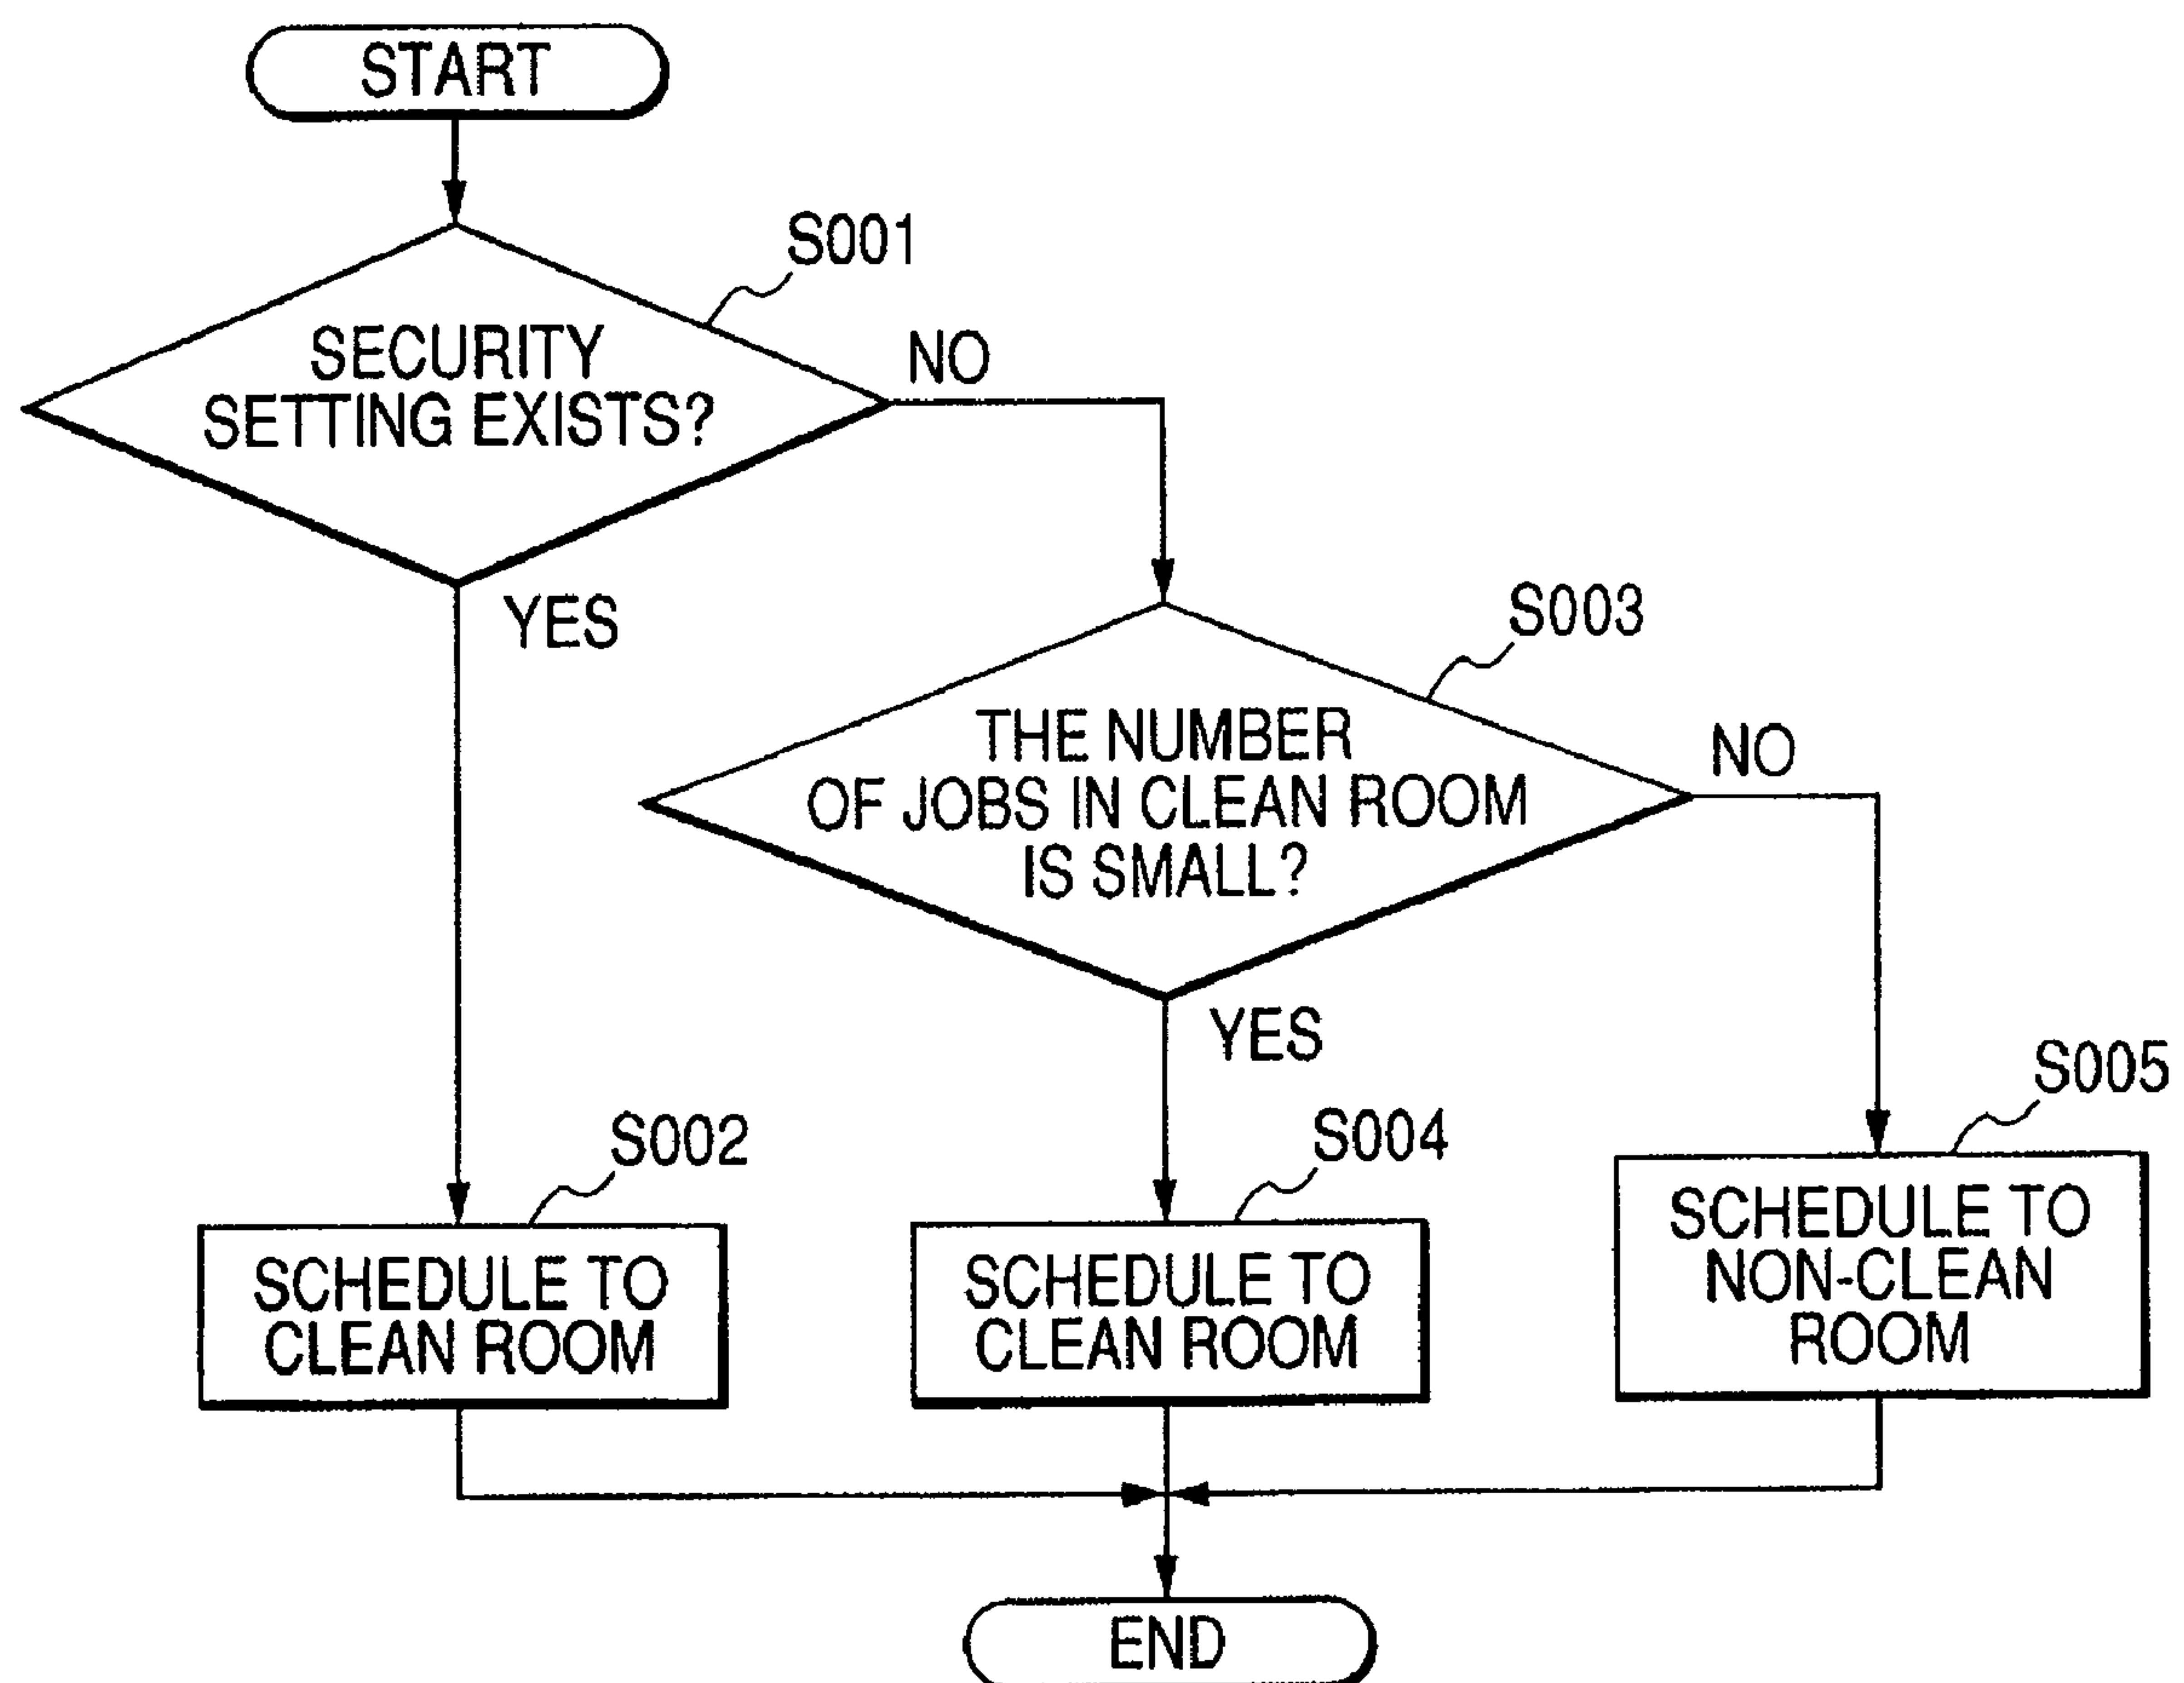 START
S001
SECURITY
SETTING EXISTS?
NO
YES
S003
THE NUMBER
OF JOBS IN CLEAN ROOM
IS SMALL?
NO
YES
S002
SCHEDULE TO
CLEAN ROOM
S004
SCHEDULE TO
CLEAN ROOM
S005
SCHEDULE TO
NON-CLEAN
ROOM
END